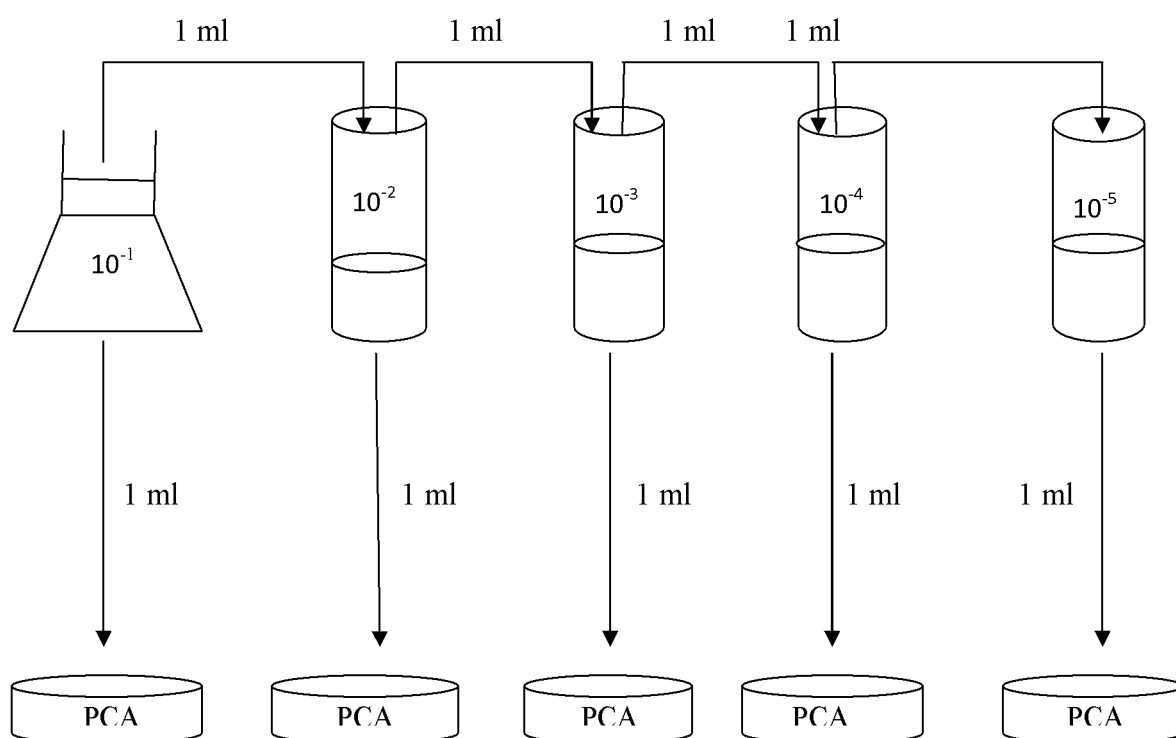 1 ml 1 ml 1 ml 1 ml
10⁻¹ 10⁻² 10⁻³ 10⁻⁴ 10⁻⁵
1 ml 1 ml 1 ml 1 ml 1 ml
PCA PCA PCA PCA PCA